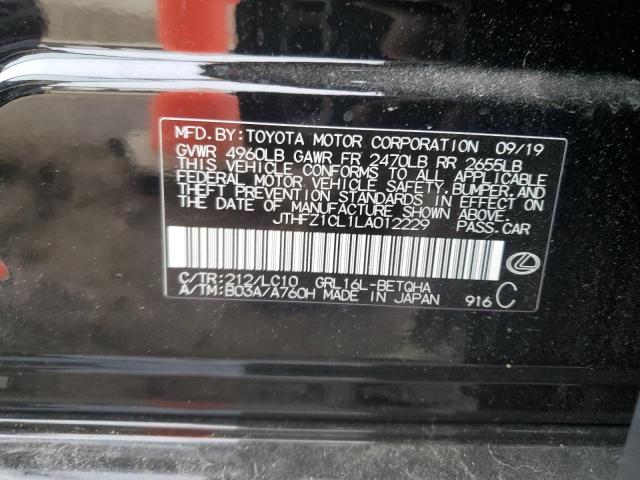 MFD.BY:TOYOTA MOTOR CORPORATION 09/19
GVWR 4960LB GAWR FR 2470LB RR 2655LB
THIS VEHICLE CONFORMS TO ALL APPLICABLE
FEDERAL MOTOR VEHICLE SAFETY, BUMPER, AND
THEFT PREVENTION STANDARDS IN EFFECT ON
THE DATE OF MANUFACTURE SHOWN ABOVE.
JTHFZ1CL1LA012229 PASS.CAR
C/TR:212/LC10 GRL16L-BETQHA
A/TM:B03A/A760H MADE IN JAPAN 916 C